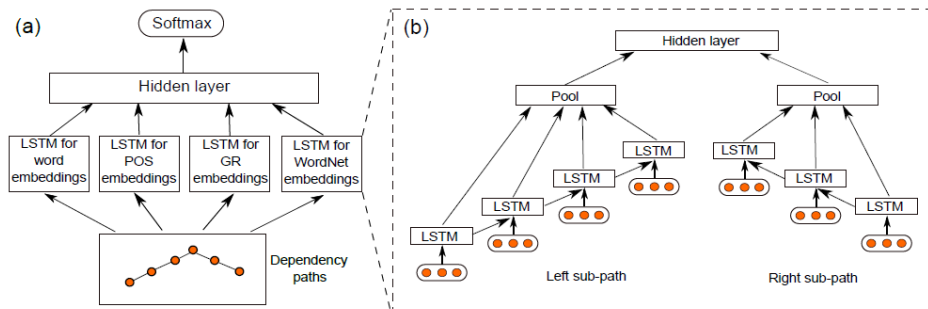 (a)
Softmax
Hidden layer
LSTM for
word
embeddings
LSTM for
POS
embeddings
LSTM for
GR
embeddings
LSTM for
WordNet
embeddings
Dependency
paths
(b)
Hidden layer
Pool
Pool
LSTM
LSTM
LSTM
LSTM
LSTM
LSTM
LSTM
Left sub-path
Right sub-path